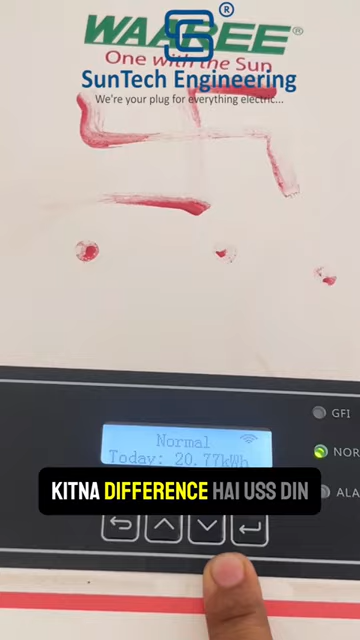 WAAREE®
One with the Sun
SunTech Engineering
We're your plug for everything electric...
GFI
Normal
Today: 20.77kWh
NOR
KITNA DIFFERENCE HAI USS DIN
ALA